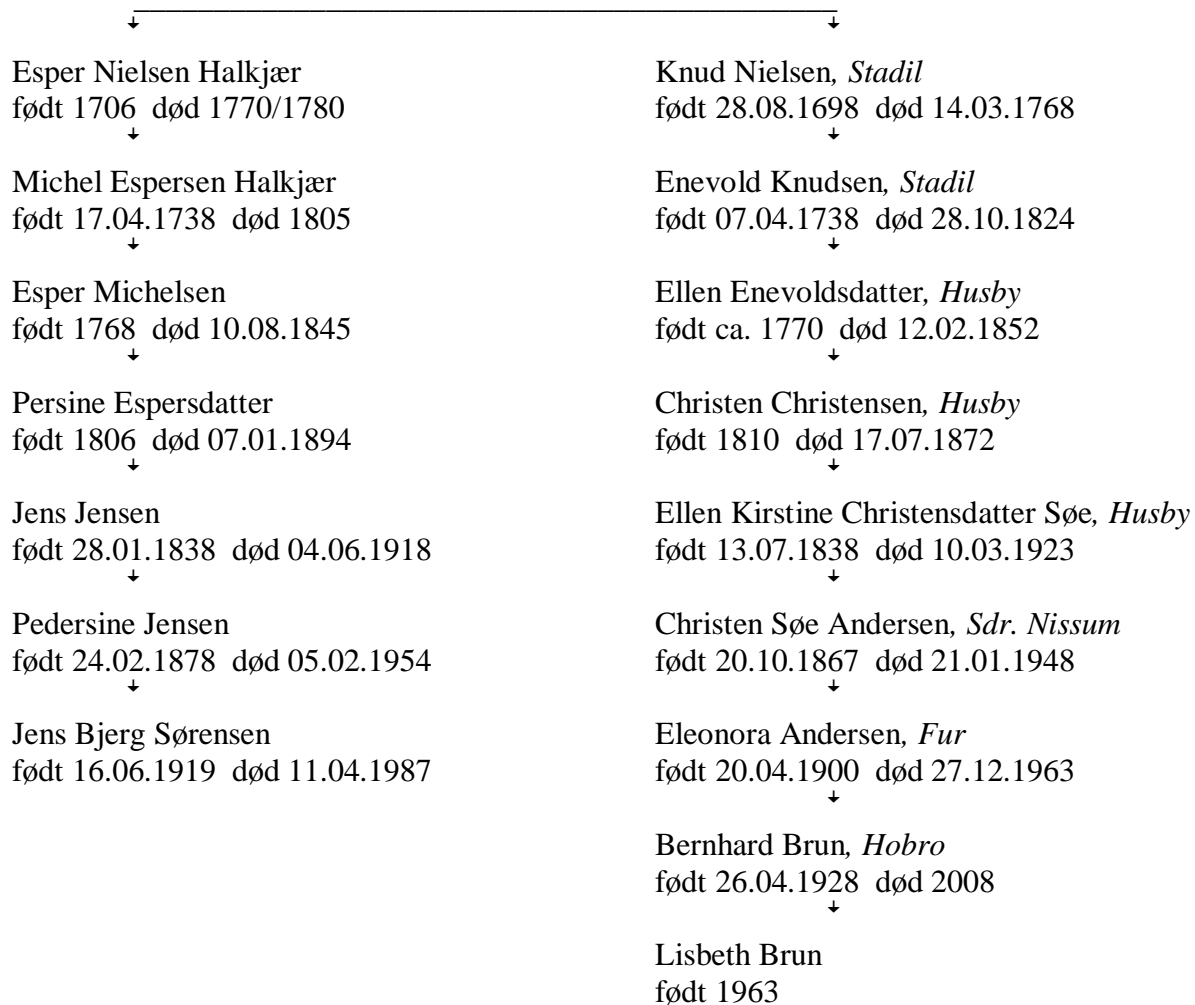 Esper Nielsen Halkjær
født 1706 død 1770/1780
Michel Espersen Halkjær
født 17.04.1738 død 1805
Esper Michelsen
født 1768 død 10.08.1845
Persine Espersdatter
født 1806 død 07.01.1894
Jens Jensen
født 28.01.1838 død 04.06.1918
Pedersine Jensen
født 24.02.1878 død 05.02.1954
Jens Bjerg Sørensen
født 16.06.1919 død 11.04.1987
Knud Nielsen, Stadil
født 28.08.1698 død 14.03.1768
Enevold Knudsen, Stadil
født 07.04.1738 død 28.10.1824
Ellen Enevoldsdatter, Husby
født ca. 1770 død 12.02.1852
Christen Christensen, Husby
født 1810 død 17.07.1872
Ellen Kirstine Christensdatter Søe, Husby
født 13.07.1838 død 10.03.1923
Christen Søe Andersen, Sdr. Nissum
født 20.10.1867 død 21.01.1948
Eleonora Andersen, Fur
født 20.04.1900 død 27.12.1963
Bernhard Brun, Hobro
født 26.04.1928 død 2008
Lisbeth Brun
født 1963